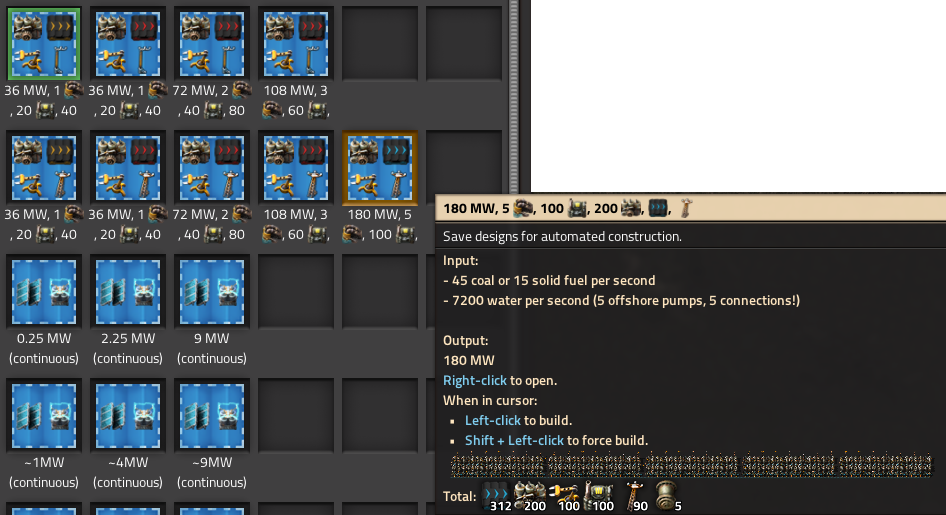 36 MW, 1
, 20 , 40
36 MW, 1
, 20 , 40
72 MW, 2
, 40 , 80
108 MW, 3
, 60 ,
36 MW, 1
, 20 , 40
36 MW, 1
, 20 , 40
72 MW, 2
, 40 , 80
108 MW, 3
, 60 ,
180 MW, 5
, 100 ,
0.25 MW
(continuous)
2.25 MW
(continuous)
9 MW
(continuous)
~1MW
(continuous)
~4MW
(continuous)
~9MW
(continuous)
180 MW, 5 , 100 , 200 , ,
Save designs for automated construction.
Input:
- 45 coal or 15 solid fuel per second
- 7200 water per second (5 offshore pumps, 5 connections!)
Output:
180 MW
Right-click to open.
When in cursor:
• Left-click to build.
• Shift + Left-click to force build.
Total: 312 200 100 100 90 5